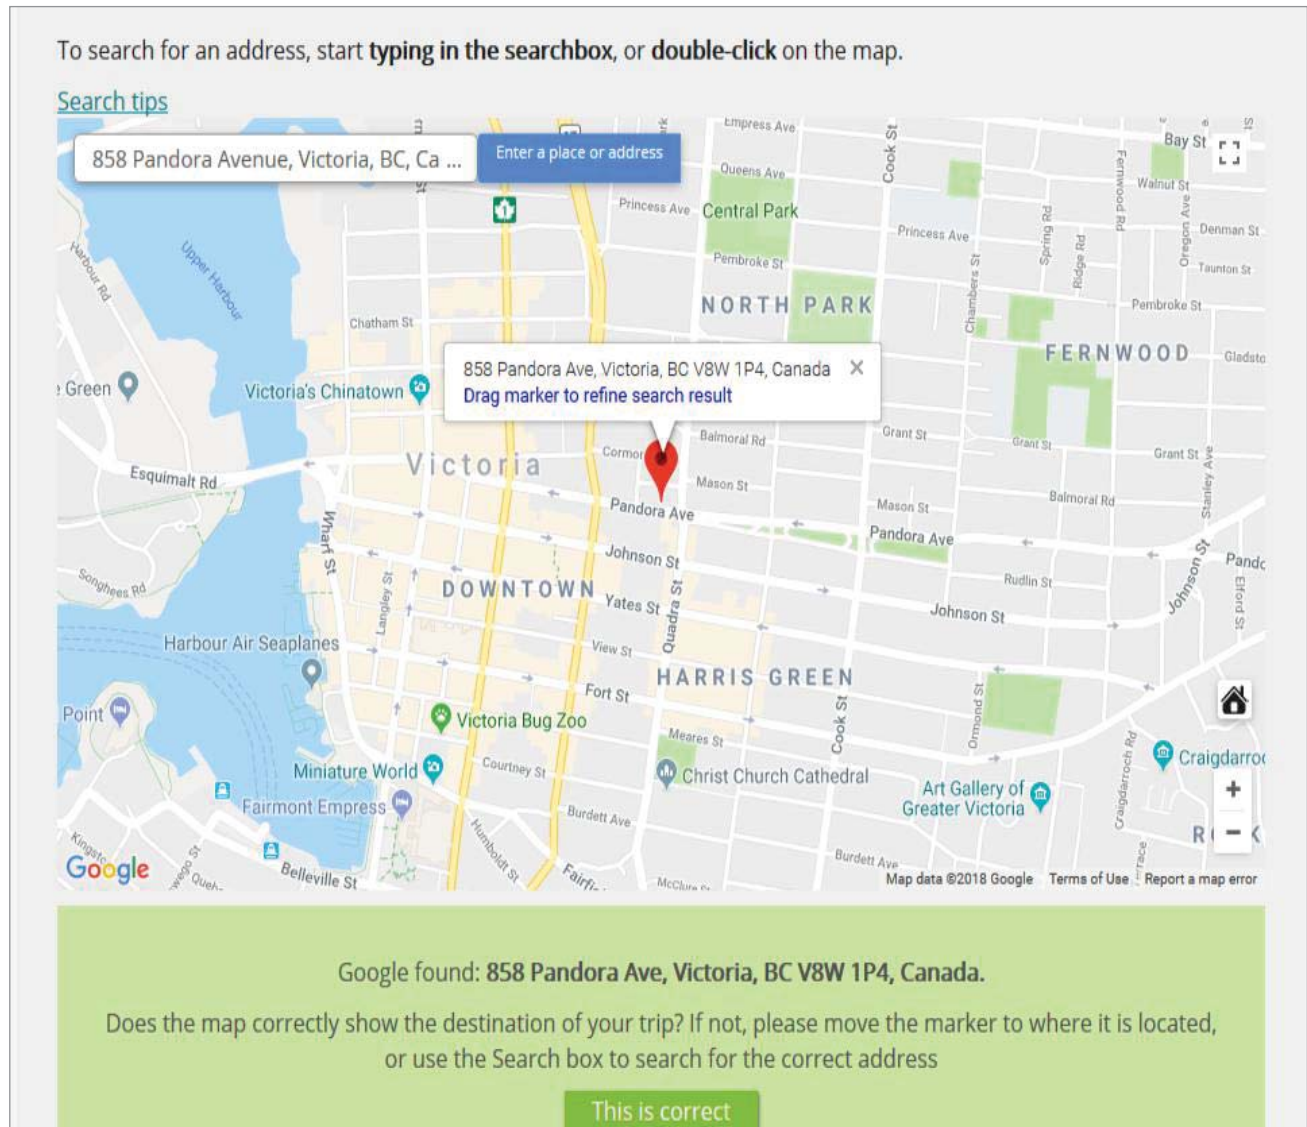 To search for an address, start typing in the searchbox, or double-click on the map.
Search tips
858 Pandora Avenue, Victoria, BC, Ca ...
Enter a place or address
Empress Ave
Cook St
Bay St
Queens Ave
Walnut St
Fernwood Rd
Oregon Ave
Princess Ave
Central Park
Princess Ave
Spring Rd
Ridge Rd
Denman St
Upper Harbour
Harbour Rd
Pembroke St
Chambers St
Taunton St
1
NORTH PARK
Pembroke St
Chatham St
FERNWOOD
858 Pandora Ave, Victoria, BC V8W 1P4, Canada
Drag marker to refine search result
Green
Victoria's Chinatown
Balmoral Rd
Grant St
Grant St
Grant St
Victoria
Stanley Ave
Esquimalt Rd
Mason St
Balmoral Rd
Pandora Ave
Mason St
Pandora Ave
Wharf St
Johnson St
Johnson St
Songhees Rd
Langley St
DOWNTOWN
Yates St
Quadra St
Rudlin St
Elford St
Johnson St
Harbour Air Seaplanes
View St
HARRIS GREEN
Fort St
Point
Victoria Bug Zoo
Cook St
Ormond St
Meares St
Miniature World
Courtney St
Christ Church Cathedral
Craigdarroch Rd
Art Gallery of
Greater Victoria
Fairmont Empress
Burdett Ave
Humboldt St
Burdett Ave
Belleville St
Google
Map data ©2018 Google
Terms of Use
Report a map error
Google found: 858 Pandora Ave, Victoria, BC V8W 1P4, Canada.
Does the map correctly show the destination of your trip? If not, please move the marker to where it is located,
or use the Search box to search for the correct address
This is correct